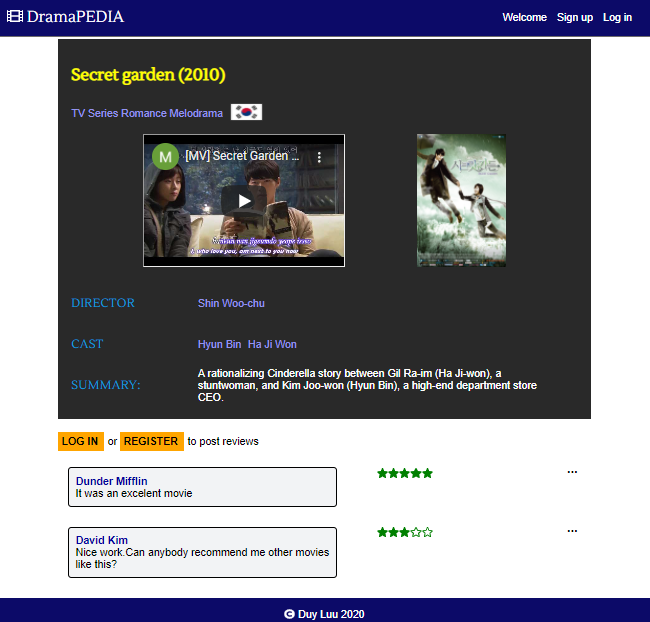 DramaPEDIA
Welcome Sign up Log in
Secret garden (2010)
TV Series Romance Melodrama
M [MV] Secret Garden ...
DIRECTOR Shin Woo-chu
CAST Hyun Bin Ha Ji Won
SUMMARY: A rationalizing Cinderella story between Gil Ra-im (Ha Ji-won), a
stuntwoman, and Kim Joo-won (Hyun Bin), a high-end department store
CEO.
LOG IN or REGISTER to post reviews
Dunder Mifflin
It was an excelent movie
David Kim
Nice work.Can anybody recommend me other movies
like this?
© Duy Luu 2020